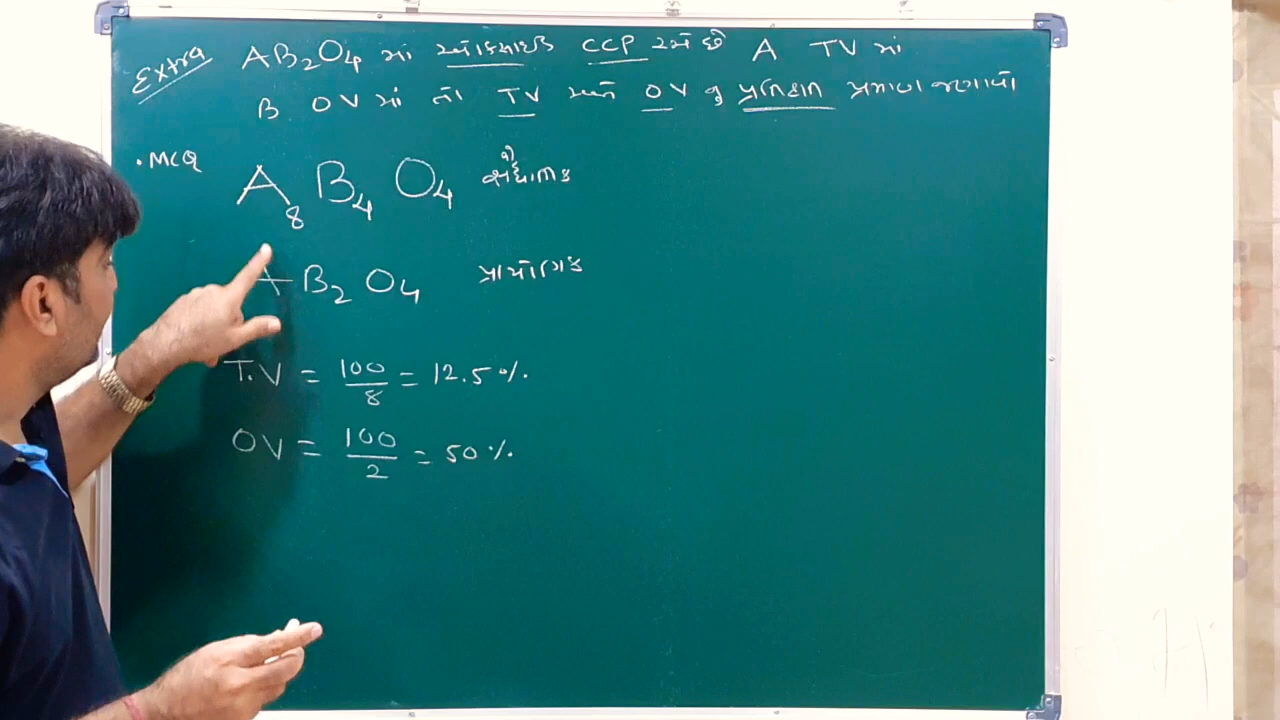 Extra AB₂O₄ માં ઓક્સાઇડ CCP રચે છે A TV માં
B OV માં તો TV અને OV નું પ્રતિશત પ્રમાણ જણાવો
. MCQ A₈ B₄ O₄ સૈદ્ધાંતિક
A B₂ O₄ પ્રાયોગિક
T.V = 100/8 = 12.5 %.
OV = 100/2 = 50 %.